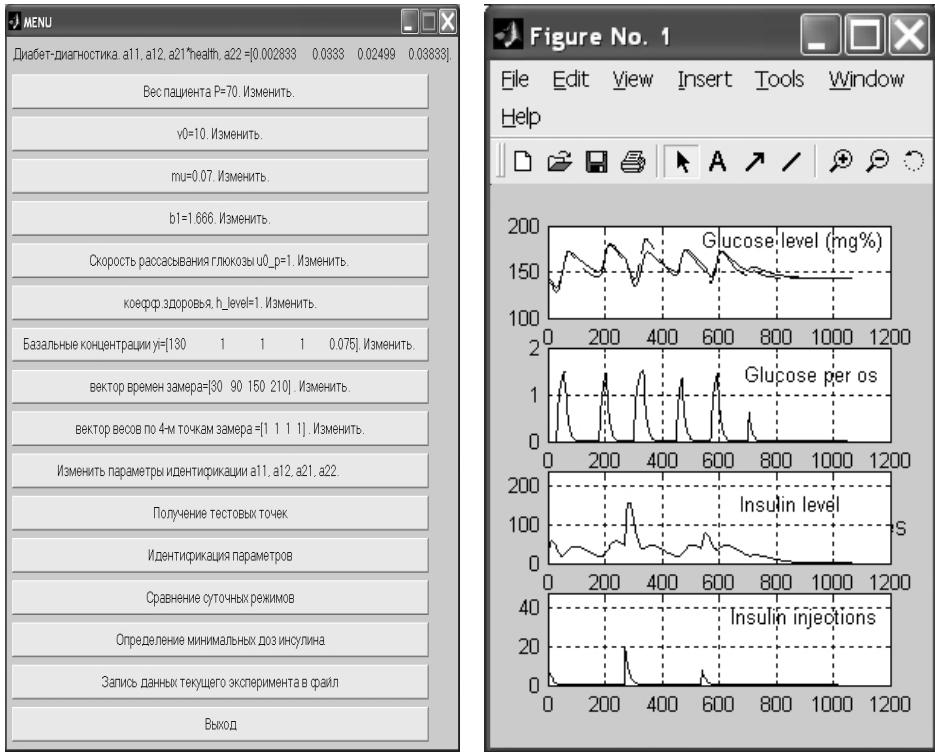 MENU
Диабет-диагностика. a11, a12, a21*health, a22 =[0.002833 0.0333 0.02499 0.03833].
Вес пациента P=70. Изменить.
v0=10. Изменить.
mu=0.07. Изменить.
b1=1.666. Изменить.
Скорость рассасывания глюкозы u0_p=1. Изменить.
коефф.здоровья, h_level=1. Изменить.
Базальные концентрации yi=[130 1 1 1 0.075]. Изменить.
вектор времен замера=[30 90 150 210] . Изменить.
вектор весов по 4-м точкам замера =[1 1 1 1] . Изменить.
Изменить параметры идентификации a11, a12, a21, a22.
Получение тестовых точек
Идентификация параметров
Сравнение суточных режимов
Определение минимальных доз инсулина
Запись данных текущего эксперимента в файл
Выход
Figure No. 1
File Edit View Insert Tools Window
Help
A
200
Glucose level (mg%)
150
100
0 200 400 600 800 1000 1200
2
Glucose per os
1
0
0 200 400 600 800 1000 1200
200
Insulin level
100
s
0
0 200 400 600 800 1000 1200
40
Insulin injections
20
0
0 200 400 600 800 1000 1200